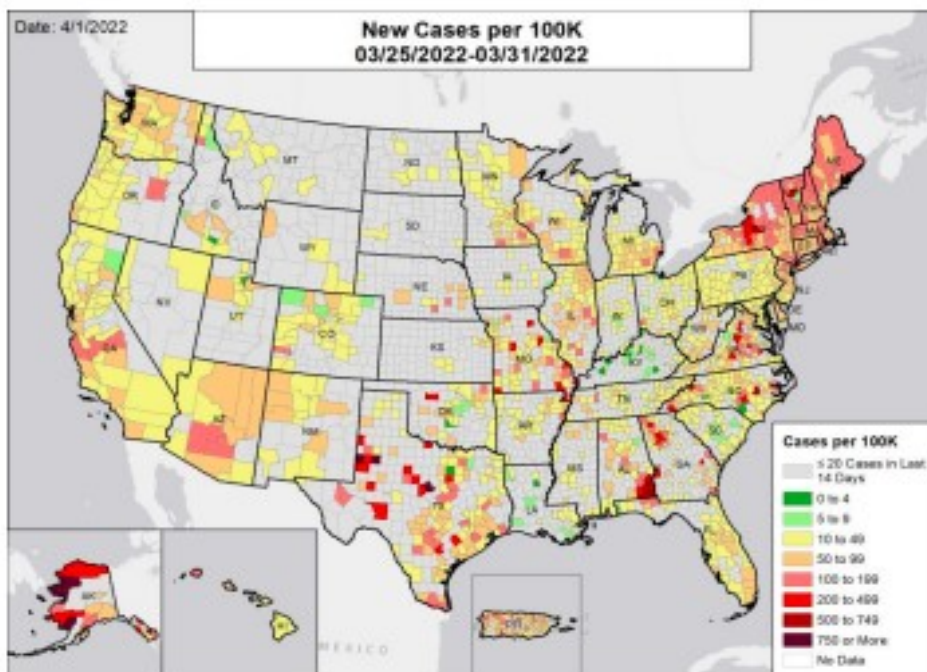 Date: 4/1/2022
New Cases per 100K
03/25/2022-03/31/2022
WA
MT
ND
MN
ME
OR
ID
SD
WI
MI
WY
IA
NE
PA
NJ
NV
UT
CO
IL
IN
OH
DE
MD
CA
KS
MO
WV
KY
AZ
NM
OK
AR
TN
NC
SC
MS
AL
GA
TX
LA
AK
MEXICO
Cases per 100K
≤ 20 Cases in Last
14 Days
0 to 4
5 to 9
10 to 49
50 to 99
100 to 199
200 to 499
500 to 749
750 or More
No Data